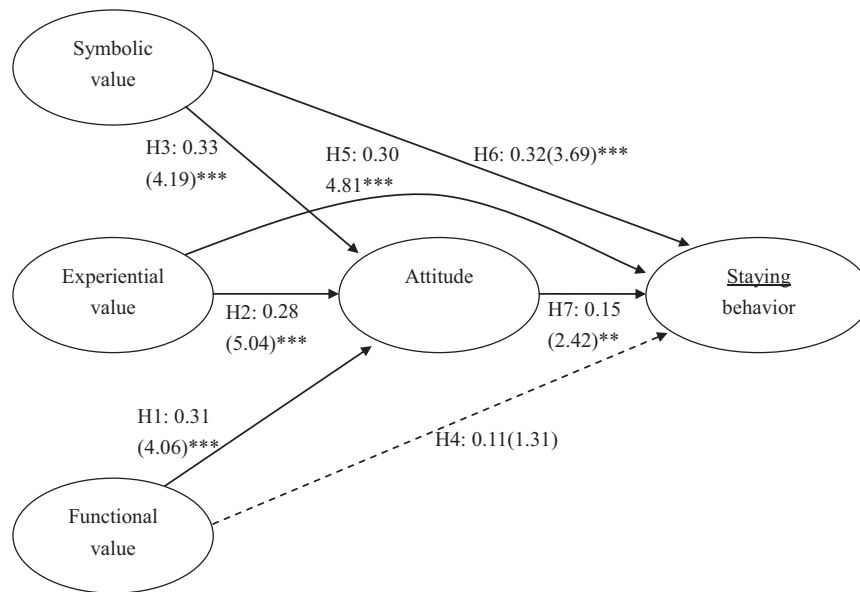 Symbolic
value
H3: 0.33
(4.19)***
H5: 0.30
4.81***
H6: 0.32(3.69)***
Experiential
value
Attitude
Staying
behavior
H2: 0.28
(5.04)***
H7: 0.15
(2.42)**
H1: 0.31
(4.06)***
H4: 0.11(1.31)
Functional
value